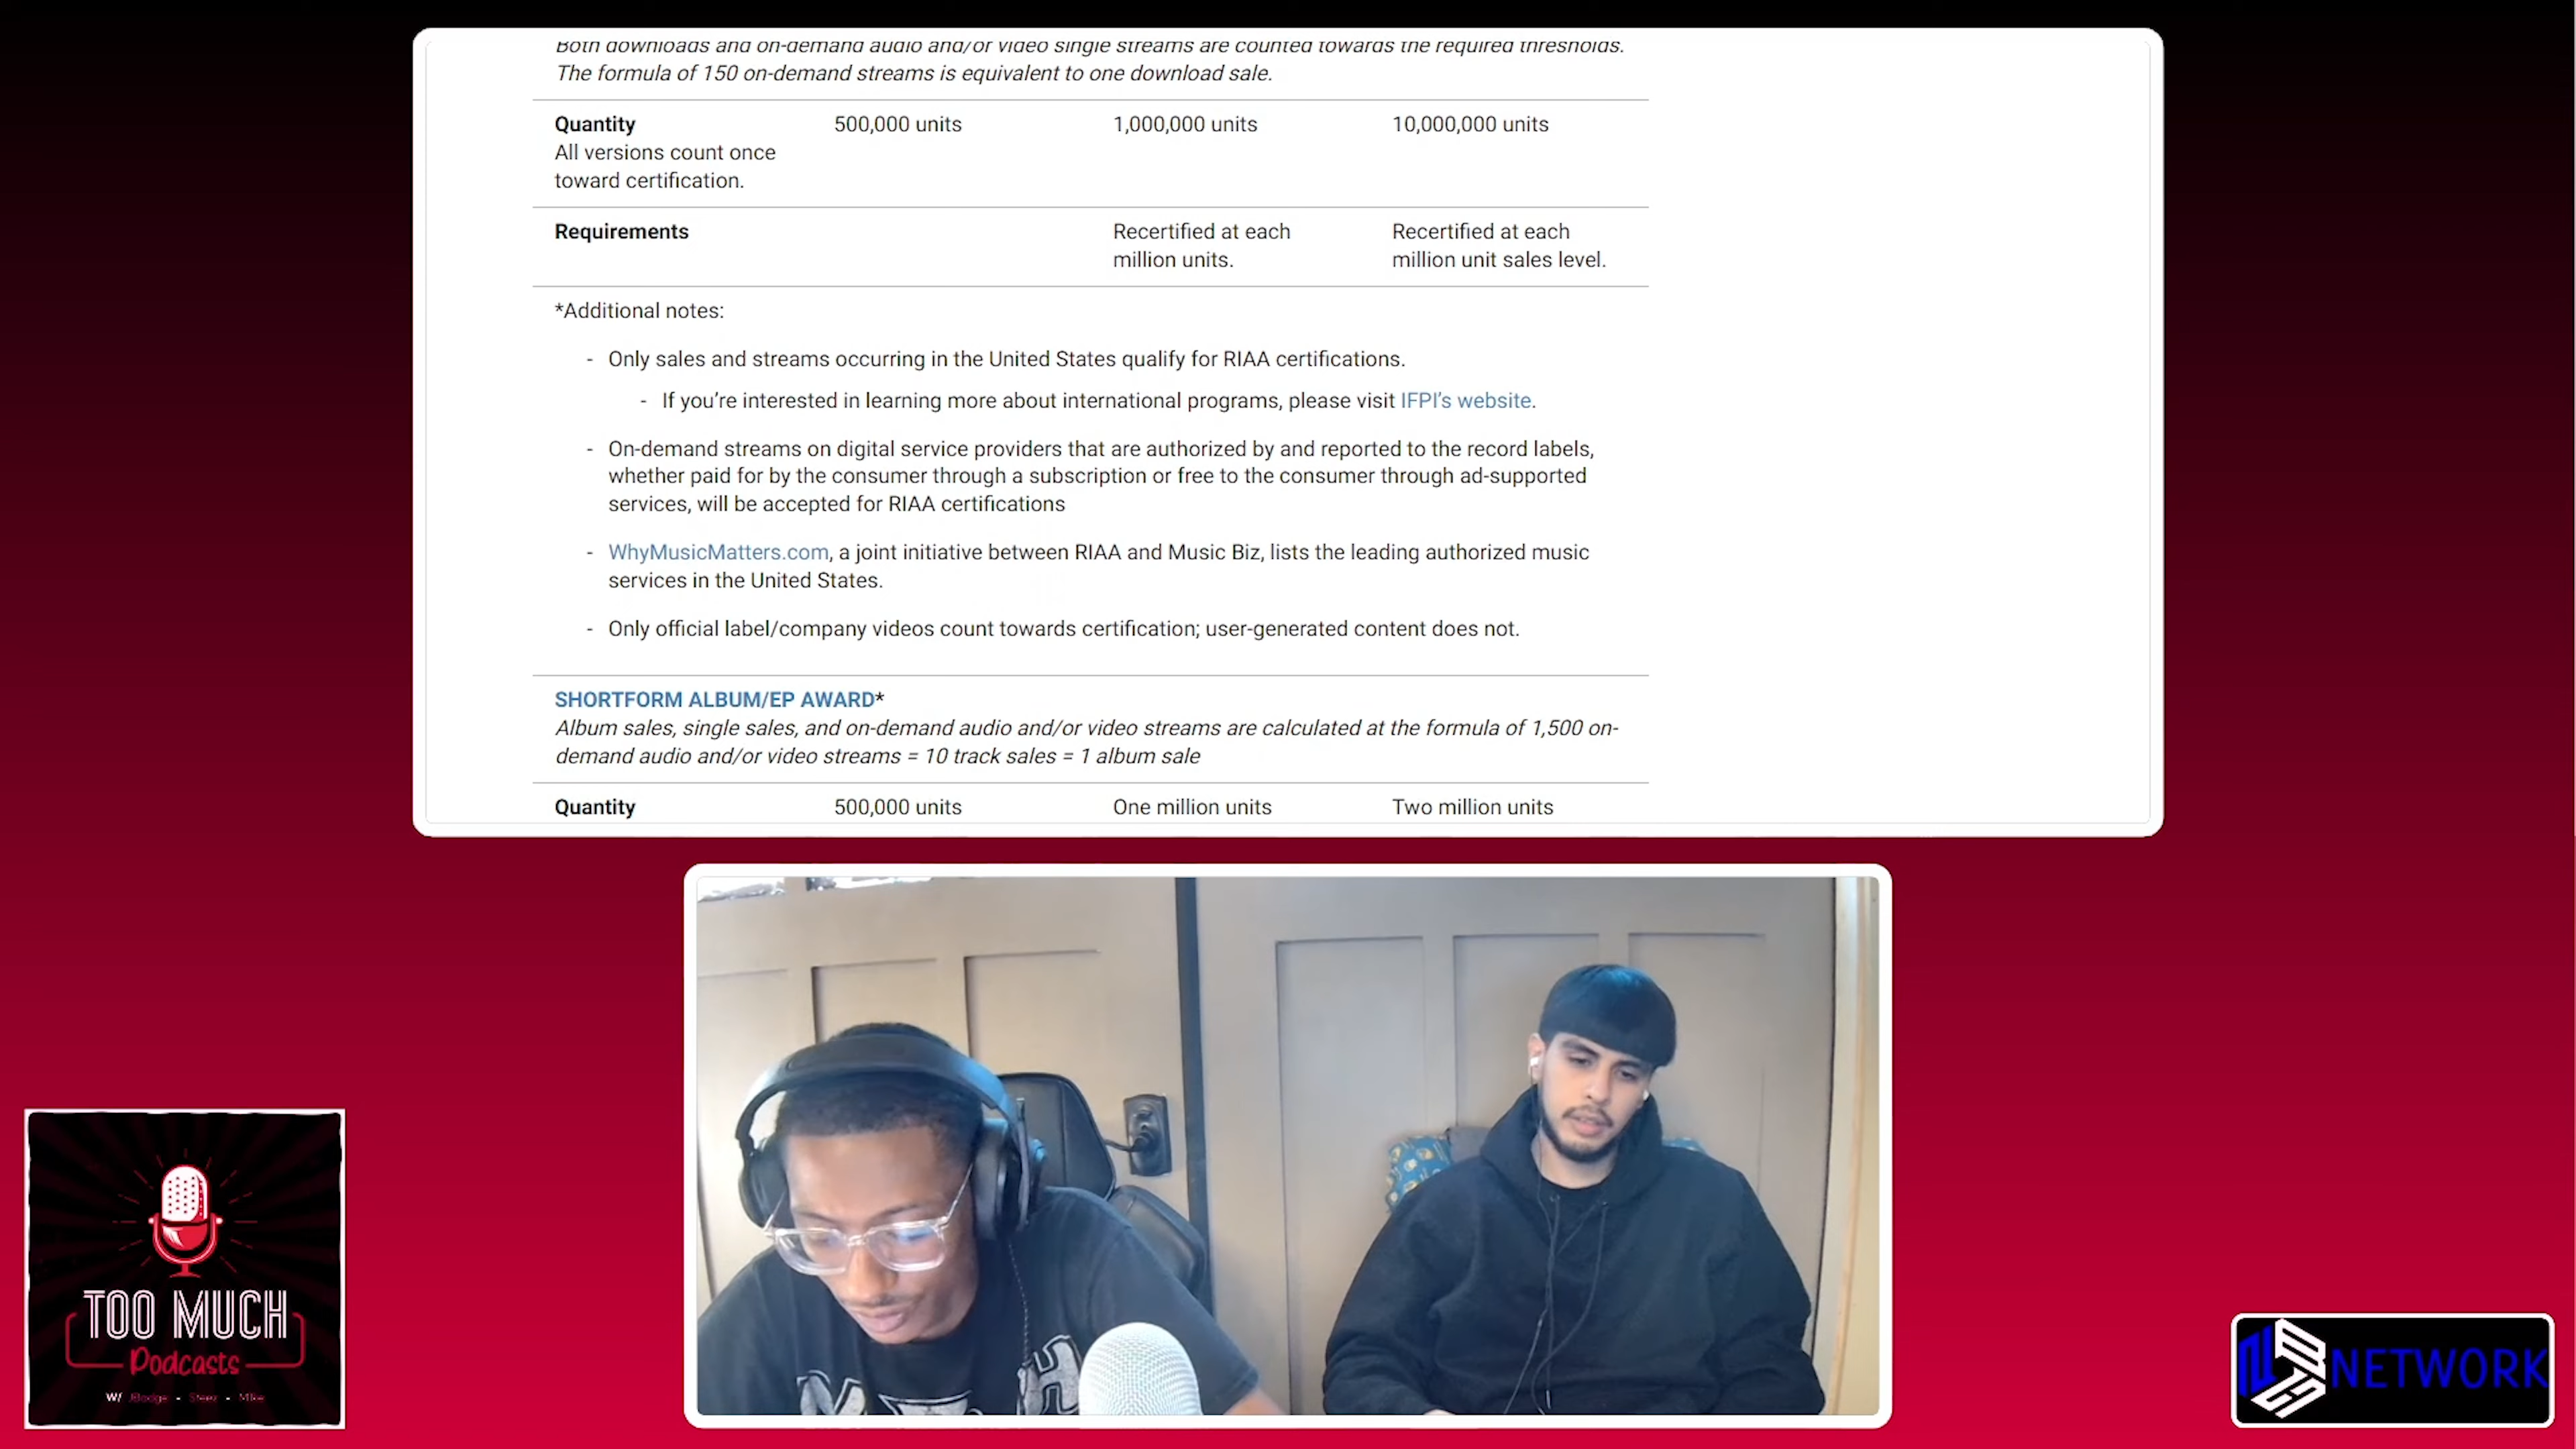 Both downloads and on-demand audio and/or video single streams are counted towards the required thresholds.
The formula of 150 on-demand streams is equivalent to one download sale.
Quantity 500,000 units 1,000,000 units 10,000,000 units
All versions count once
toward certification.
Requirements Recertified at each Recertified at each
million units. million unit sales level.
*Additional notes:
- Only sales and streams occurring in the United States qualify for RIAA certifications.
- If you're interested in learning more about international programs, please visit IFPI's website.
- On-demand streams on digital service providers that are authorized by and reported to the record labels,
whether paid for by the consumer through a subscription or free to the consumer through ad-supported
services, will be accepted for RIAA certifications
- WhyMusicMatters.com, a joint initiative between RIAA and Music Biz, lists the leading authorized music
services in the United States.
- Only official label/company videos count towards certification; user-generated content does not.
SHORTFORM ALBUM/EP AWARD*
Album sales, single sales, and on-demand audio and/or video streams are calculated at the formula of 1,500 on-
demand audio and/or video streams = 10 track sales = 1 album sale
Quantity 500,000 units One million units Two million units
TOO MUCH
Podcasts
W/ - - Mike
NETWORK